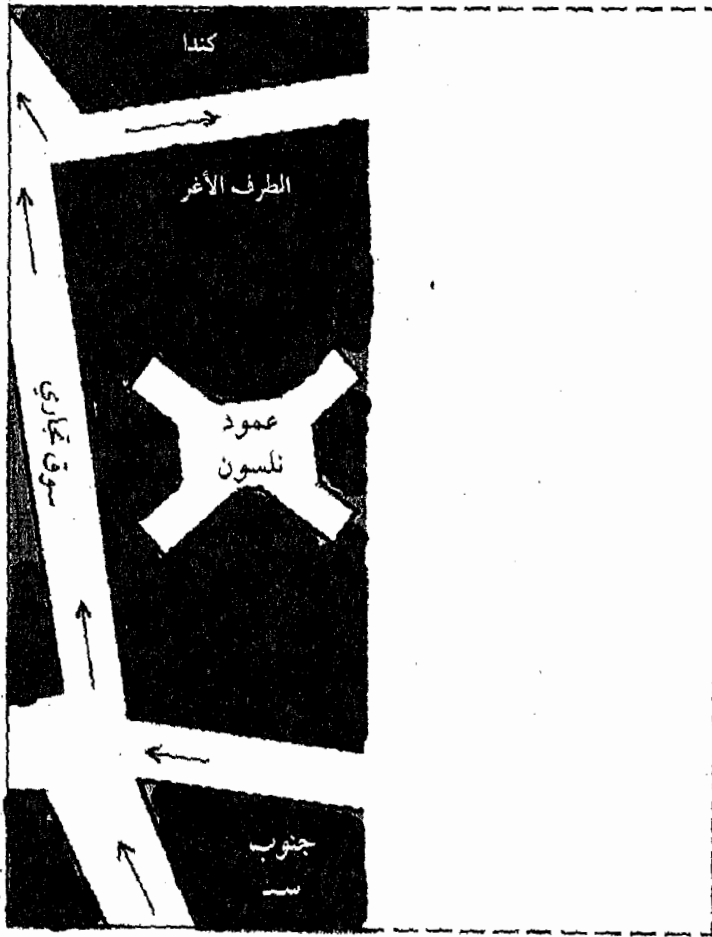 كندا
الطرف الأغر
سوق تجاري
عمود
نلسون
جنوب